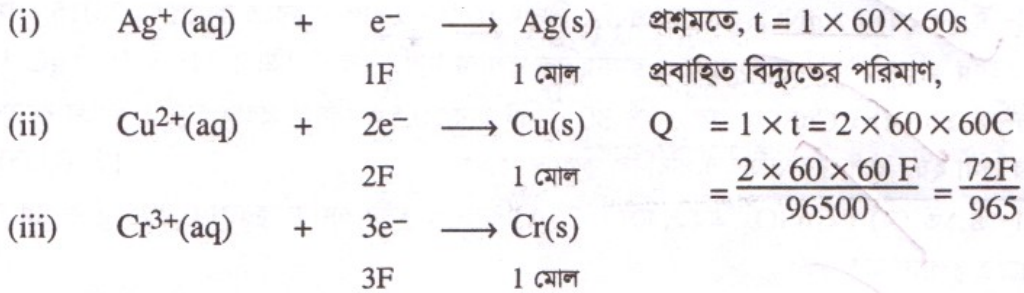 (i) Ag⁺ (aq) + e⁻ ⟶ Ag(s) প্রশ্নমতে, t = 1 × 60 × 60s
1F 1 মোল প্রবাহিত বিদ্যুতের পরিমাণ,
(ii) Cu²⁺(aq) + 2e⁻ ⟶ Cu(s) Q = 1 × t = 2 × 60 × 60C
2F 1 মোল = 2 × 60 × 60 F / 96500 = 72F / 965
(iii) Cr³⁺(aq) + 3e⁻ ⟶ Cr(s)
3F 1 মোল